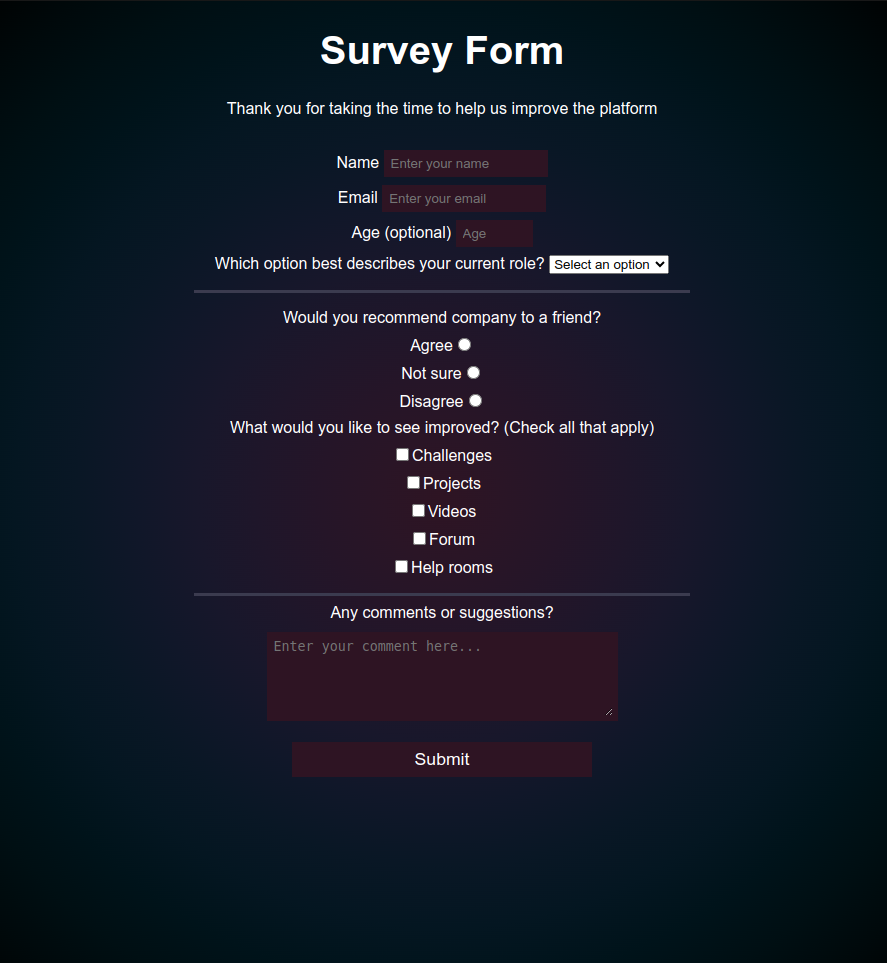 Survey Form
Thank you for taking the time to help us improve the platform
Name Enter your name
Email Enter your email
Age (optional) Age
Which option best describes your current role? Select an option
Would you recommend company to a friend?
Agree
Not sure
Disagree
What would you like to see improved? (Check all that apply)
Challenges
Projects
Videos
Forum
Help rooms
Any comments or suggestions?
Enter your comment here...
Submit